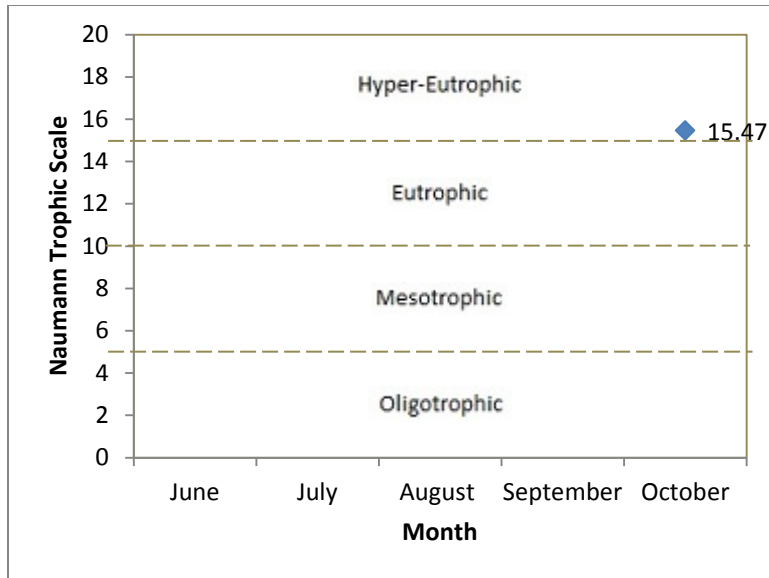 20
18
16
14
12
10
8
6
4
2
0
Naumann Trophic Scale
Hyper-Eutrophic
15.47
Eutrophic
Mesotrophic
Oligotrophic
June July August September October
Month